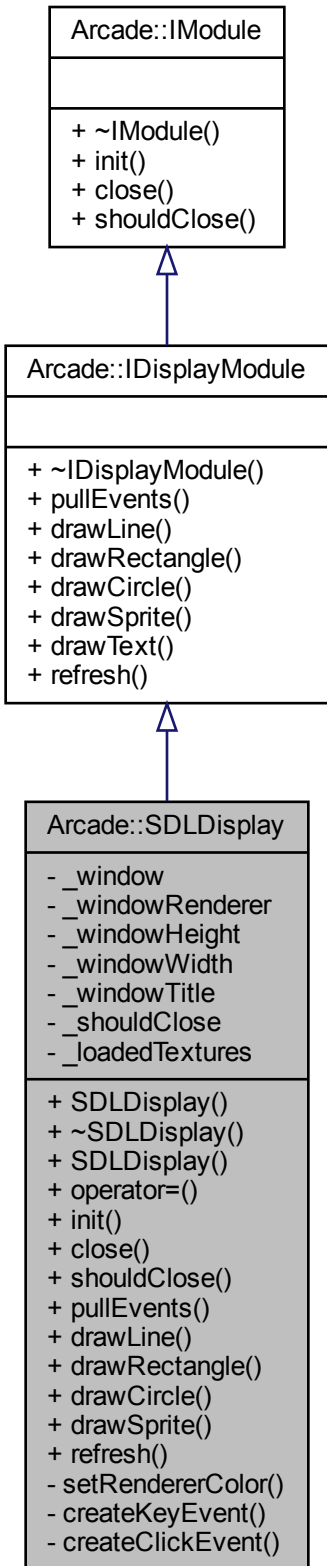 Arcade::IModule
+ ~IModule()
+ init()
+ close()
+ shouldClose()
Arcade::IDisplayModule
+ ~IDisplayModule()
+ pullEvents()
+ drawLine()
+ drawRectangle()
+ drawCircle()
+ drawSprite()
+ drawText()
+ refresh()
Arcade::SDLDisplay
- _window
- _windowRenderer
- _windowHeight
- _windowWidth
- _windowTitle
- _shouldClose
- _loadedTextures
+ SDLDisplay()
+ ~SDLDisplay()
+ SDLDisplay()
+ operator=()
+ init()
+ close()
+ shouldClose()
+ pullEvents()
+ drawLine()
+ drawRectangle()
+ drawCircle()
+ drawSprite()
+ refresh()
- setRendererColor()
- createKeyEvent()
- createClickEvent()